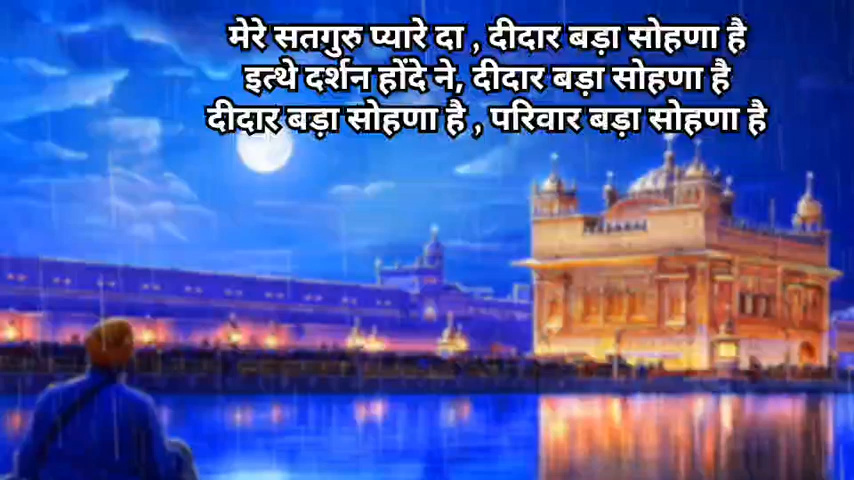 मेरे सतगुरु प्यारे दा , दीदार बड़ा सोहणा है
इत्थे दर्शन होंदे ने, दीदार बड़ा सोहणा है
दीदार बड़ा सोहणा है , परिवार बड़ा सोहणा है